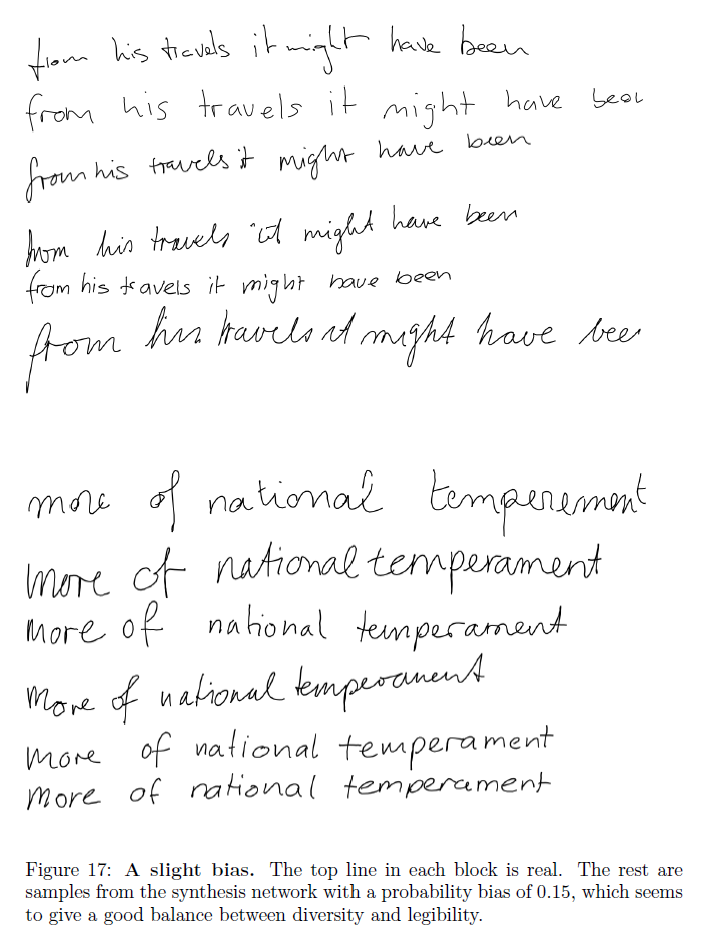 from his travels it might have been
from his travels it might have beol
from his travels it might have been
from his travels it might have been
from his travels it might have been
from his travels it might have bee
more of national temperement
more of national temperament
more of national temperament
more of national temperament
more of national temperament
more of national temperament
Figure 17: A slight bias. The top line in each block is real. The rest are
samples from the synthesis network with a probability bias of 0.15, which seems
to give a good balance between diversity and legibility.